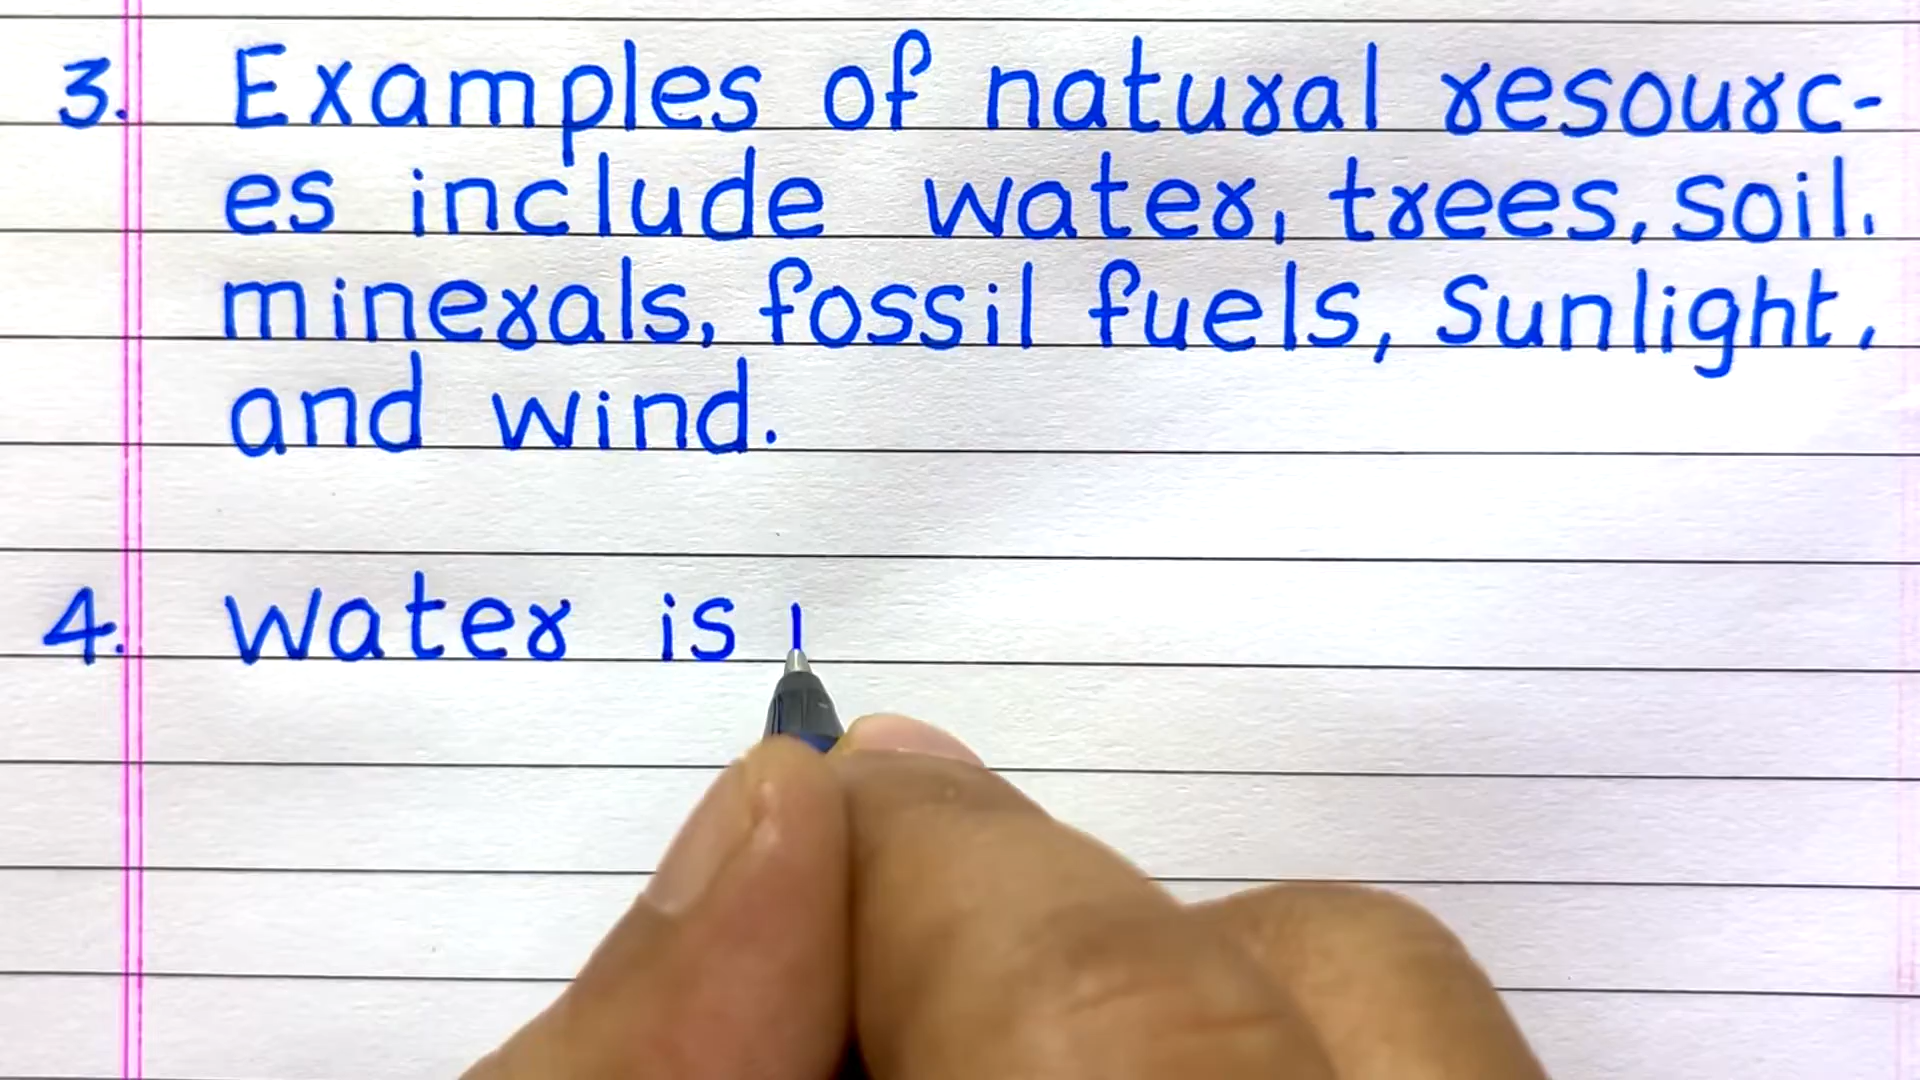 3. Examples of natural resourc-
es include water, trees, soil,
minerals, fossil fuels, Sunlight,
and wind.
4. Water is